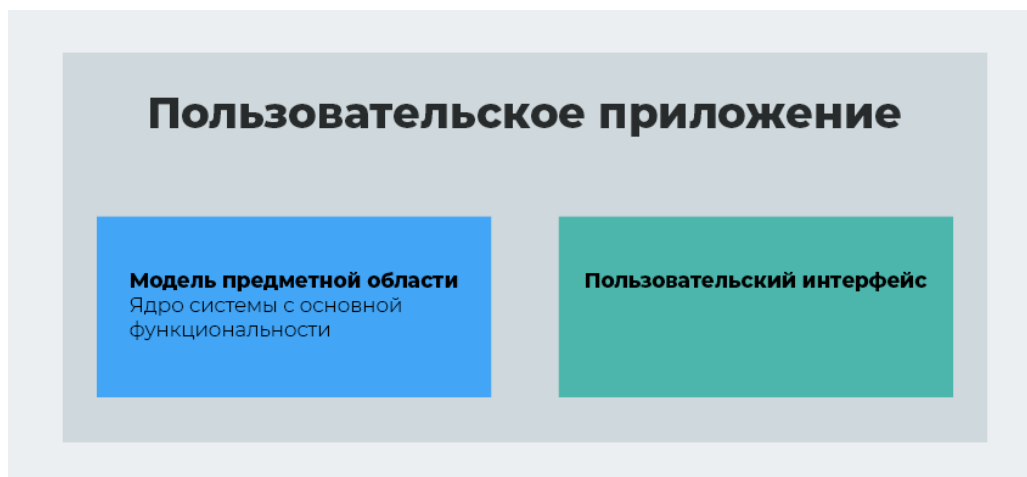 Пользовательское приложение
Модель предметной области
Ядро системы с основной
функциональности
Пользовательский интерфейс